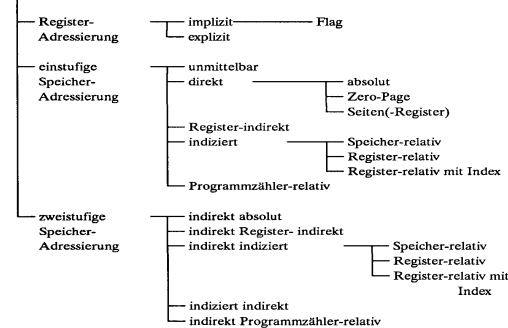 Register- implizit Flag
Adressierung explizit
einstufige unmittelbar
Speicher- direkt absolut
Adressierung Zero-Page
Seiten(-Register)
Register-indirekt
indiziert Speicher-relativ
Register-relativ
Register-relativ mit Index
Programmzähler-relativ
zweistufige indirekt absolut
Speicher- indirekt Register- indirekt
Adressierung indirekt indiziert Speicher-relativ
Register-relativ
Register-relativ mit
Index
indiziert indirekt
indirekt Programmzähler-relativ